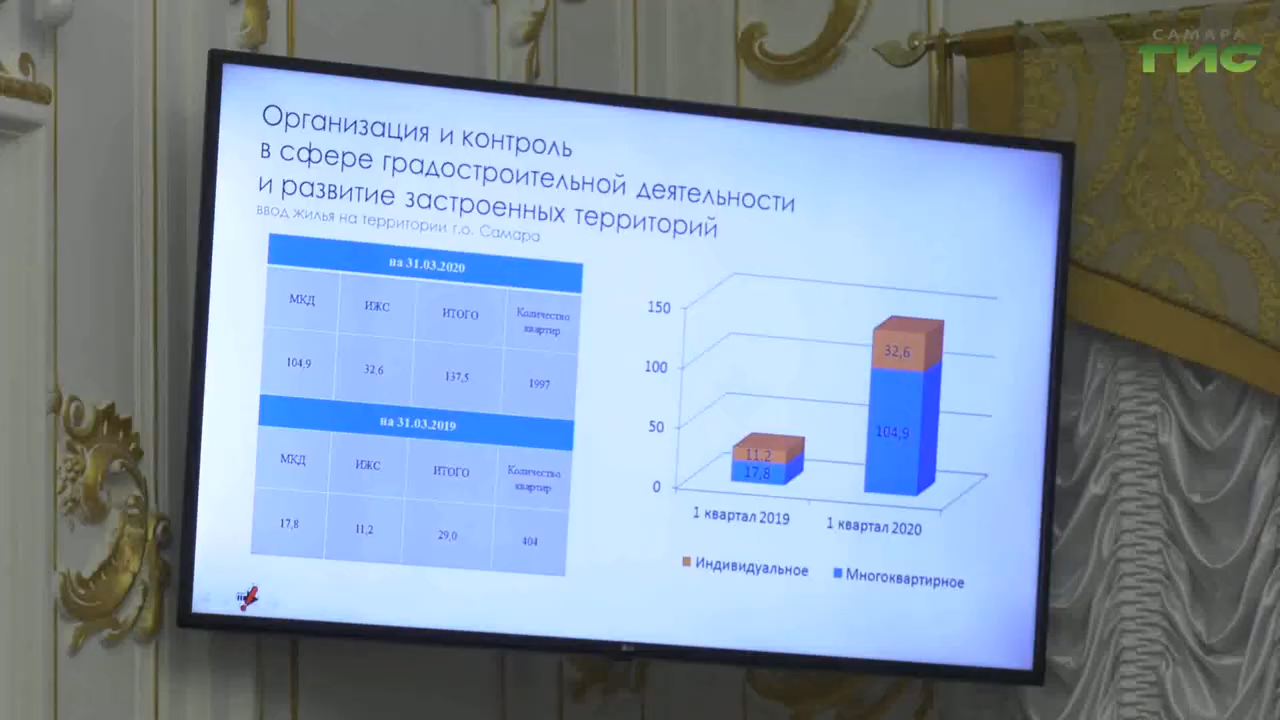 САМАРА
ГИС
Организация и контроль
в сфере градостроительной деятельности
и развитие застроенных территорий
ввод жилья на территории г.о. Самара
на 31.03.2020
МКД ИЖС ИТОГО Количество квартир
104,9 32,6 137,5 1997
на 31.03.2019
МКД ИЖС ИТОГО Количество квартир
17,8 11,2 29,0 404
150
100
50
0
32,6
104,9
11,2
17,8
1 квартал 2019 1 квартал 2020
Индивидуальное Многоквартирное